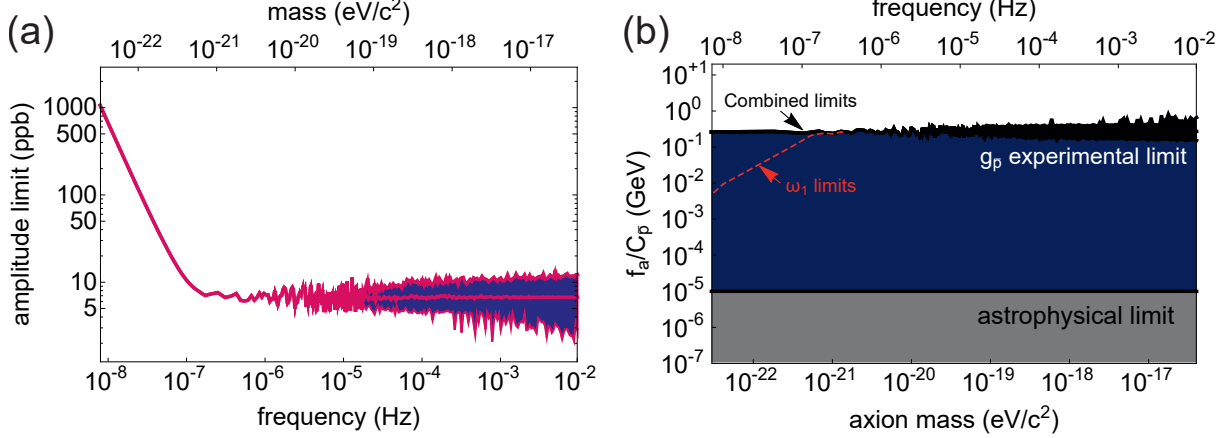 (a)
mass (eV/c²)
10⁻²² 10⁻²¹ 10⁻²⁰ 10⁻¹⁹ 10⁻¹⁸ 10⁻¹⁷
amplitude limit (ppb)
1000
500
100
50
10
5
10⁻⁸ 10⁻⁷ 10⁻⁶ 10⁻⁵ 10⁻⁴ 10⁻³ 10⁻²
frequency (Hz)
(b)
frequency (Hz)
10⁻⁸ 10⁻⁷ 10⁻⁶ 10⁻⁵ 10⁻⁴ 10⁻³ 10⁻²
fₐ/C_p̅ (GeV)
10⁺¹
10⁰
10⁻¹
10⁻²
10⁻³
10⁻⁴
10⁻⁵
10⁻⁶
10⁻⁷
Combined limits
g_p̅ experimental limit
ω₁ limits
astrophysical limit
10⁻²² 10⁻²¹ 10⁻²⁰ 10⁻¹⁹ 10⁻¹⁸ 10⁻¹⁷
axion mass (eV/c²)